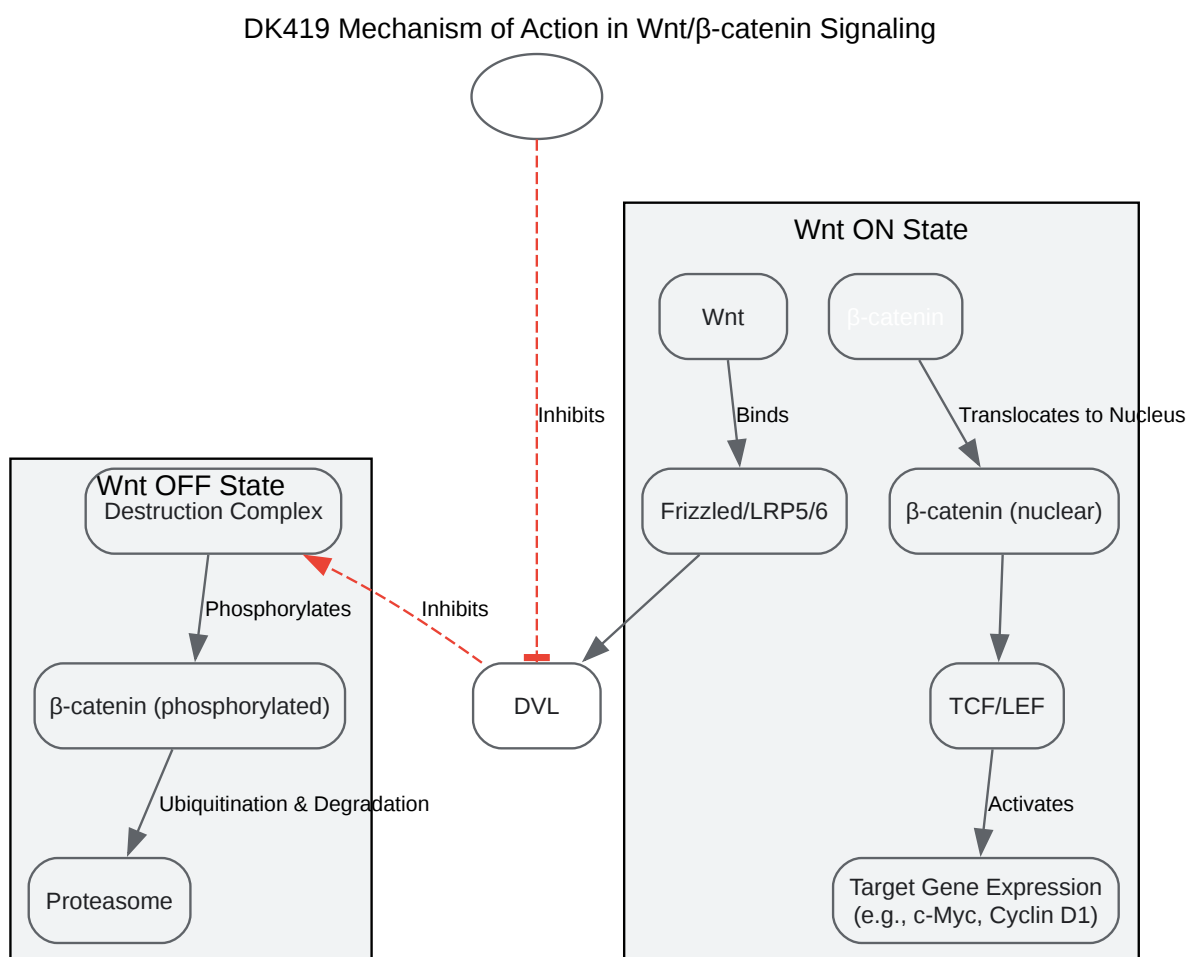 DK419 Mechanism of Action in Wnt/β-catenin Signaling
Wnt ON State
Wnt
β-catenin
Inhibits
Binds
Translocates to Nucleus
Wnt OFF State
Destruction Complex
Frizzled/LRP5/6
β-catenin (nuclear)
Phosphorylates
Inhibits
β-catenin (phosphorylated)
DVL
TCF/LEF
Ubiquitination & Degradation
Activates
Proteasome
Target Gene Expression
(e.g., c-Myc, Cyclin D1)